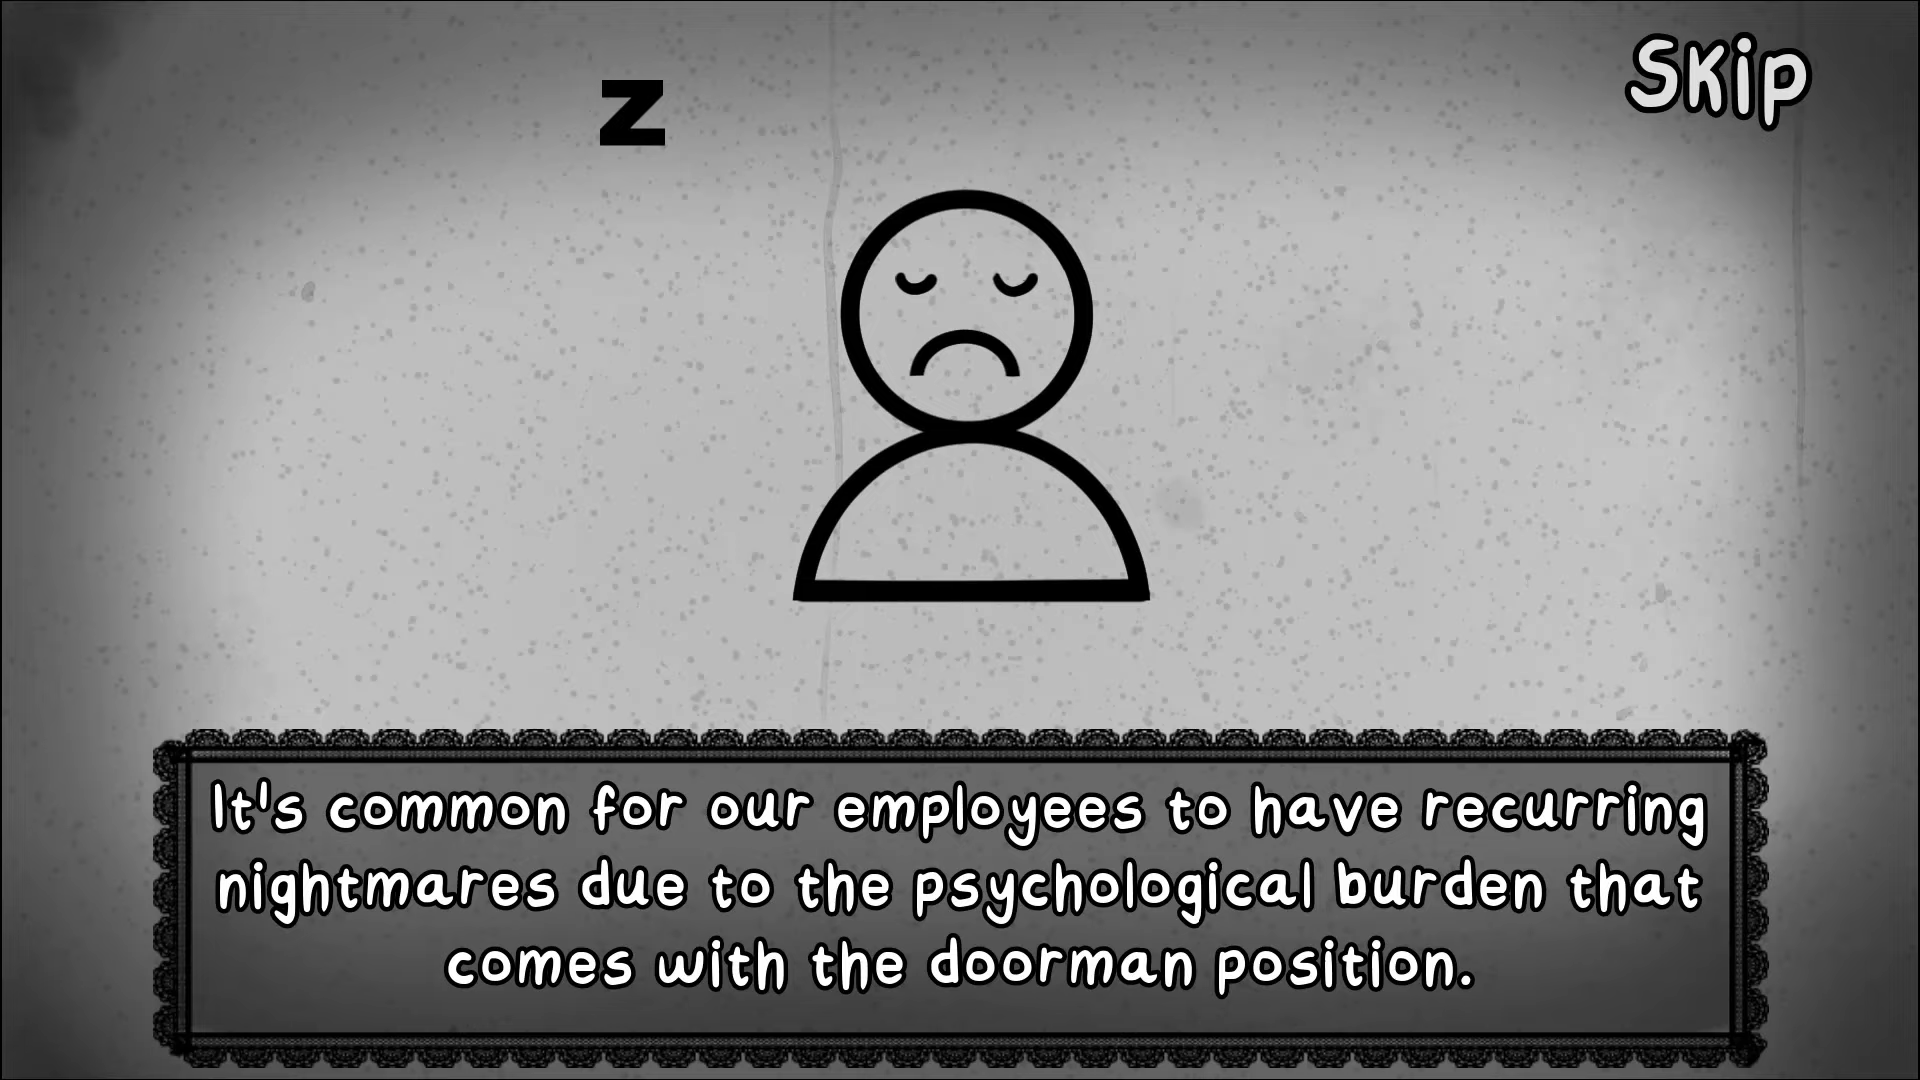 Skip
z
It's common for our employees to have recurring
nightmares due to the psychological burden that
comes with the doorman position.